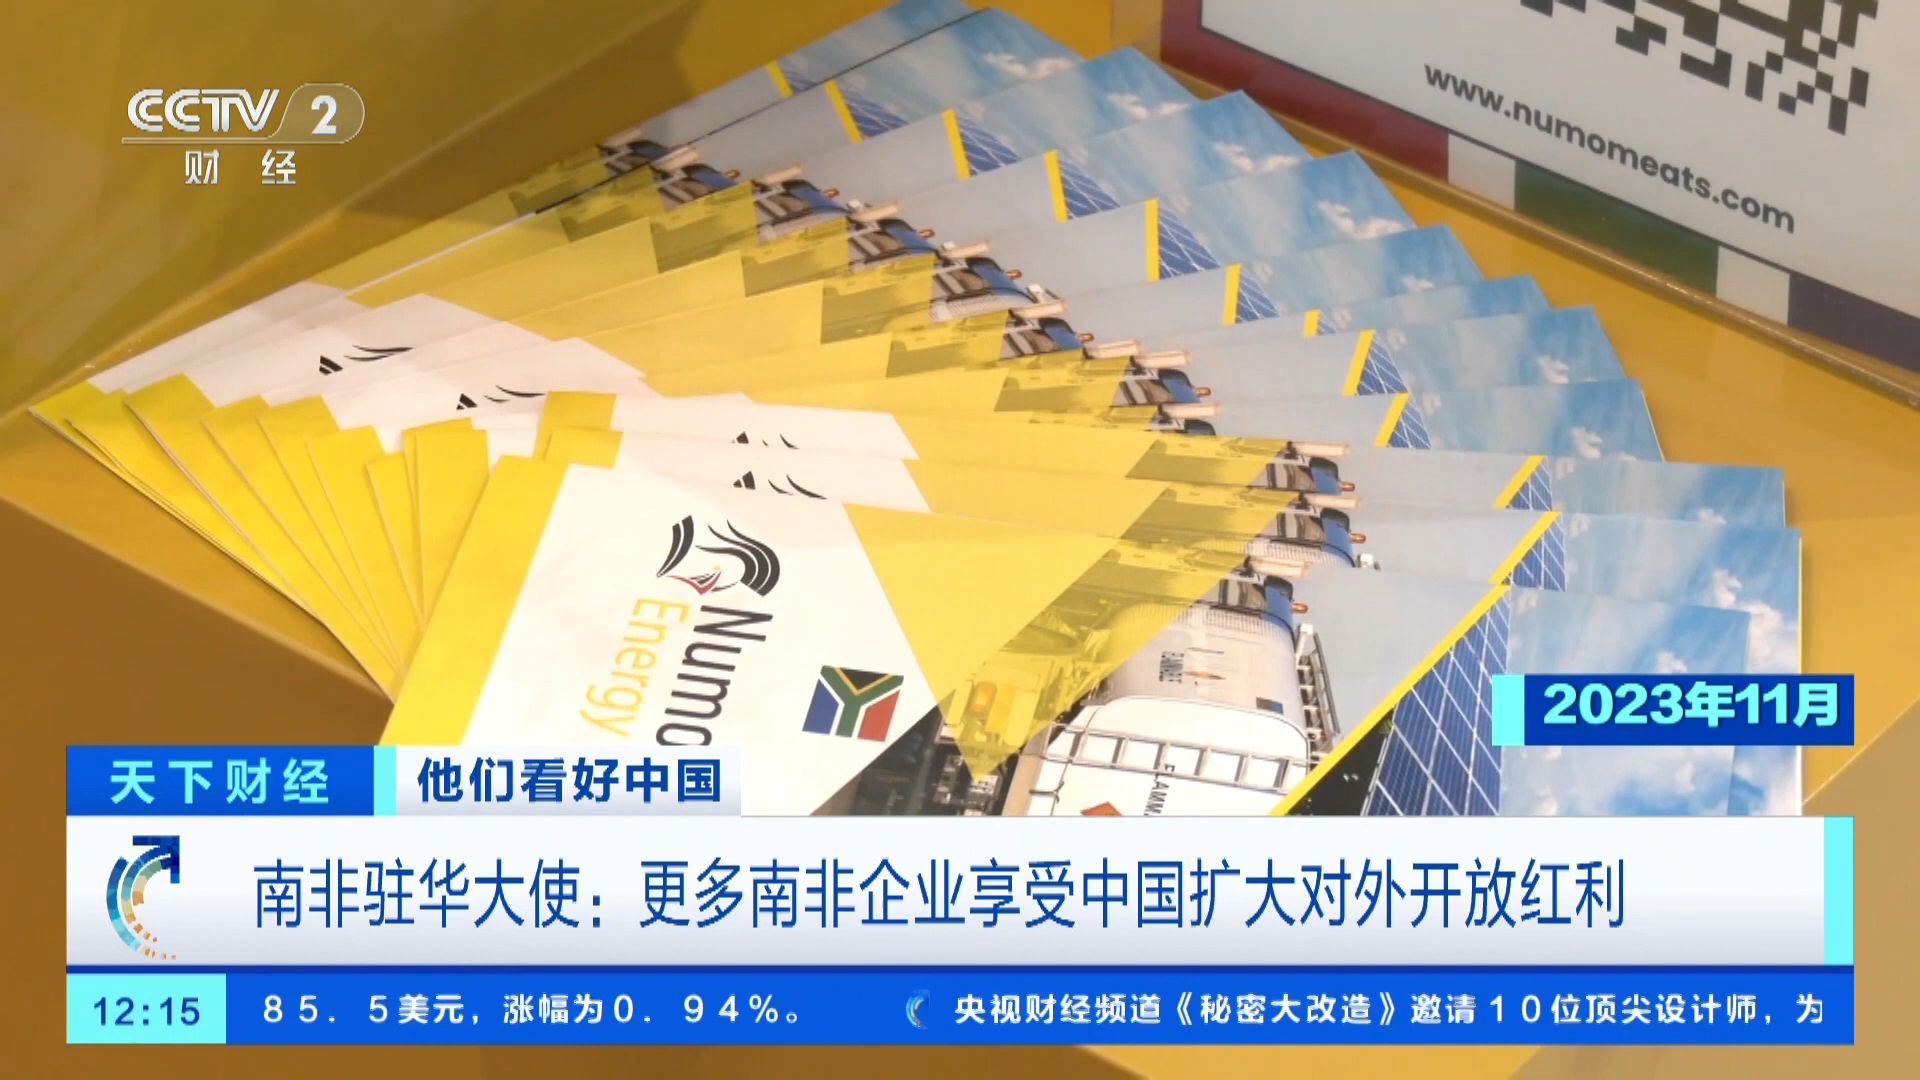 CCTV 2
财 经
www.numomeats.com
Numo
Energy
2023年11月
天下财经
他们看好中国
南非驻华大使：更多南非企业享受中国扩大对外开放红利
12:15
85.5美元，涨幅为0.94%。
央视财经频道《秘密大改造》邀请10位顶尖设计师，为